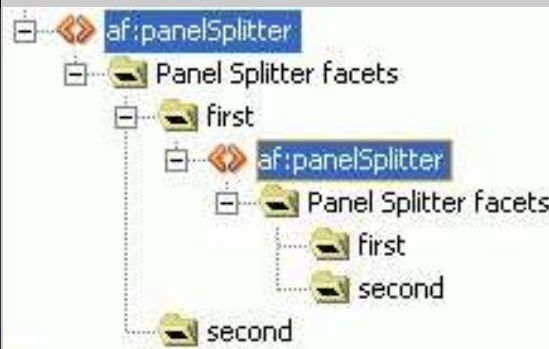 af:panelSplitter
Panel Splitter facets
first
af:panelSplitter
Panel Splitter facets
first
second
second